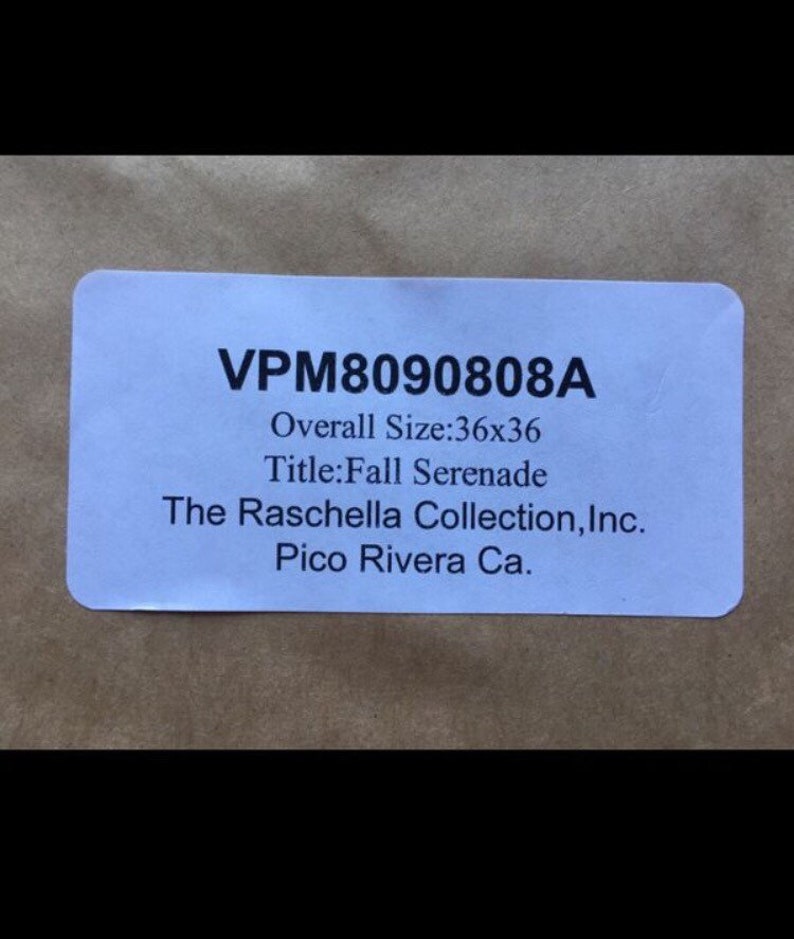 VPM8090808A
Overall Size:36x36
Title:Fall Serenade
The Raschella Collection,Inc.
Pico Rivera Ca.